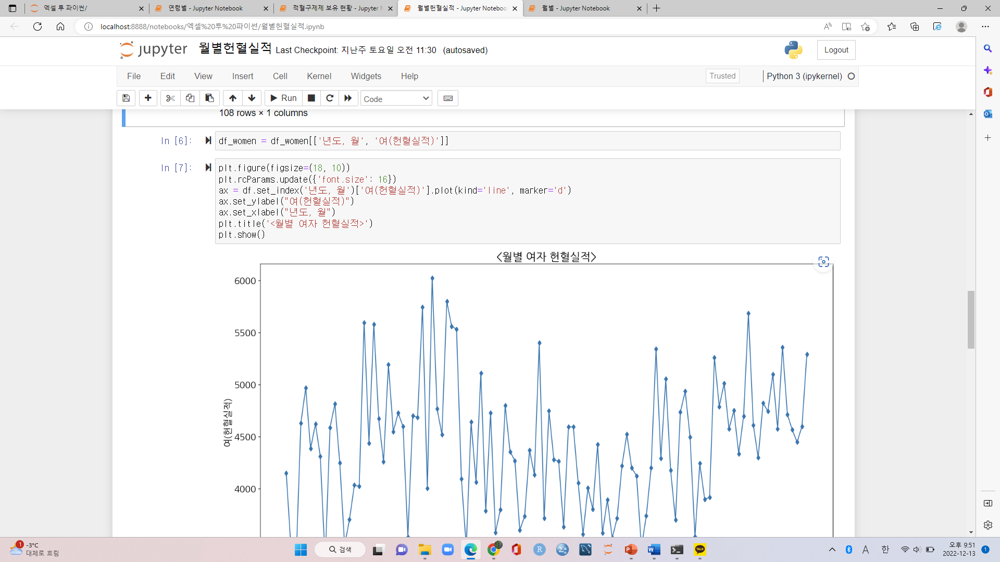 엑셀 투 파이썬/
연령별 - Jupyter Notebook
적혈구제제 보유 현황 - Jupyter N
월별헌혈실적 - Jupyter Noteboo
월별 - Jupyter Notebook
localhost:8888/notebooks/엑셀%20투%20파이썬/월별헌혈실적.ipynb
jupyter 월별헌혈실적 Last Checkpoint: 지난주 토요일 오전 11:30 (autosaved)
Logout
File Edit View Insert Cell Kernel Widgets Help
Trusted
Python 3 (ipykernel)
Run
Code
108 rows × 1 columns
In [6]: df_women = df_women[['년도, 월', '여(헌혈실적)']]
In [7]: plt.figure(figsize=(18, 10))
plt.rcParams.update({'font.size': 16})
ax = df.set_index('년도, 월')['여(헌혈실적)'].plot(kind='line', marker='d')
ax.set_ylabel("여(헌혈실적)")
ax.set_xlabel("년도, 월")
plt.title('<월별 여자 헌혈실적>')
plt.show()
<월별 여자 헌혈실적>
6000
5500
5000
4500
4000
여(헌혈실적)
1
-3°C
대체로 흐림
검색
R
TALK
A
한
오후 9:51
2022-12-13
1